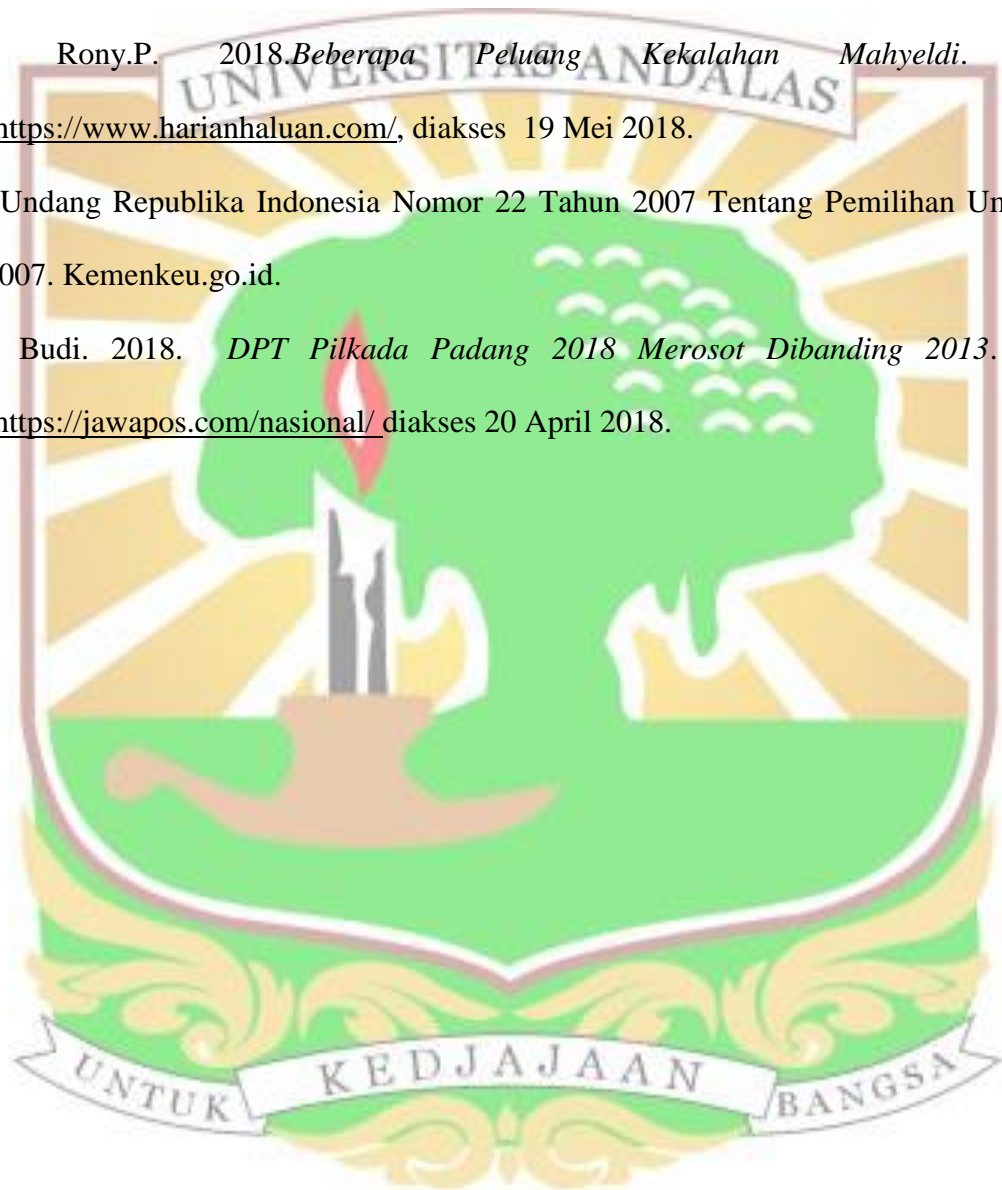 Rony.P. 2018.Beberapa Peluang Kekalahan Mahyeldi.
UNIVERSITAS ANDALAS
https://www.harianhaluan.com/, diakses 19 Mei 2018.
Undang Republika Indonesia Nomor 22 Tahun 2007 Tentang Pemilihan
007. Kemenkeu.go.id.
Budi. 2018. DPT Pilkada Padang 2018 Merosot Dibanding 2013.
https://jawapos.com/nasional/ diakses 20 April 2018.
UNTUK KEDJAJAAN BANGSA